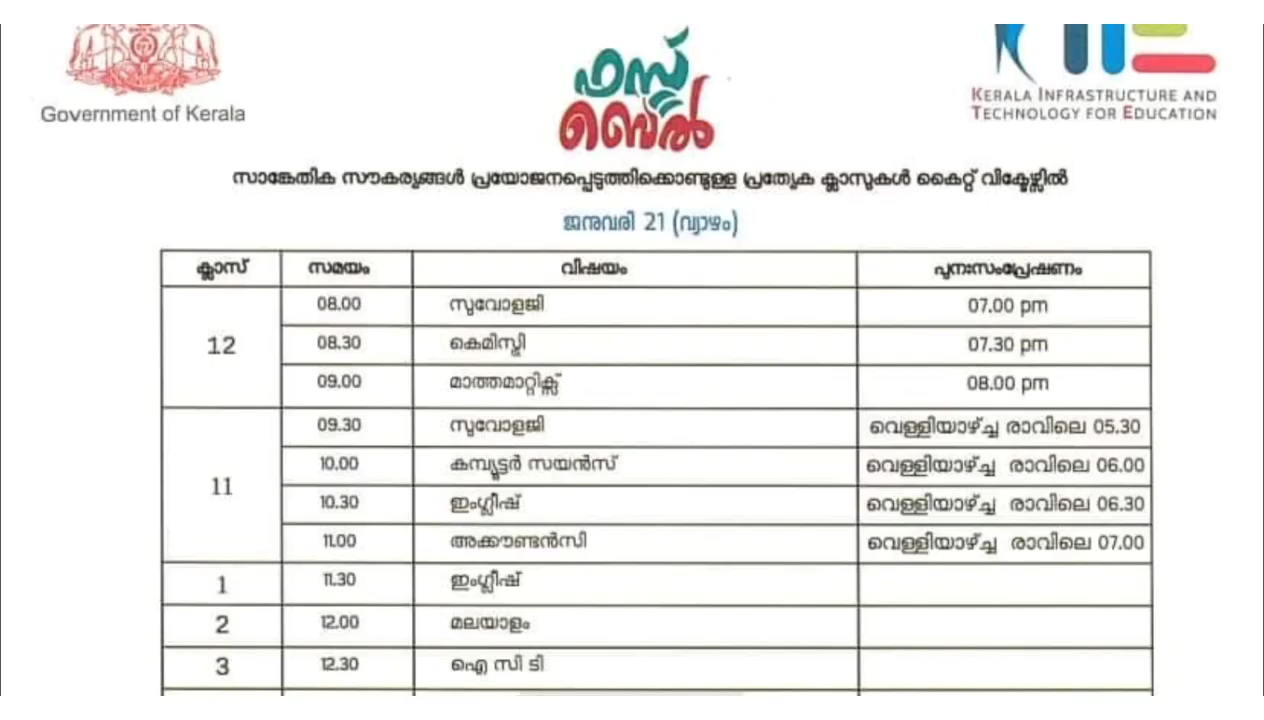 Government of Kerala
ഫസ്റ്റ്
ബെൽ
KERALA INFRASTRUCTURE AND
TECHNOLOGY FOR EDUCATION
സാങ്കേതിക സൗകര്യങ്ങൾ പ്രയോജനപ്പെടുത്തിക്കൊണ്ടുള്ള പ്രത്യേക ക്ലാസുകൾ കൈറ്റ് വിക്ടേഴ്സിൽ
ജനുവരി 21 (വ്യാഴം)
ക്ലാസ് സമയം വിഷയം പുനഃസംപ്രേഷണം
12 08.00 സുവോളജി 07.00 pm
08.30 കെമിസ്ട്രി 07.30 pm
09.00 മാത്തമാറ്റിക്സ് 08.00 pm
11 09.30 സുവോളജി വെള്ളിയാഴ്ച്ച രാവിലെ 05.30
10.00 കമ്പ്യൂട്ടർ സയൻസ് വെള്ളിയാഴ്ച്ച രാവിലെ 06.00
10.30 ഇംഗ്ലീഷ് വെള്ളിയാഴ്ച്ച രാവിലെ 06.30
11.00 അക്കൗണ്ടൻസി വെള്ളിയാഴ്ച്ച രാവിലെ 07.00
1 11.30 ഇംഗ്ലീഷ്
2 12.00 മലയാളം
3 12.30 ഐ സി ടി